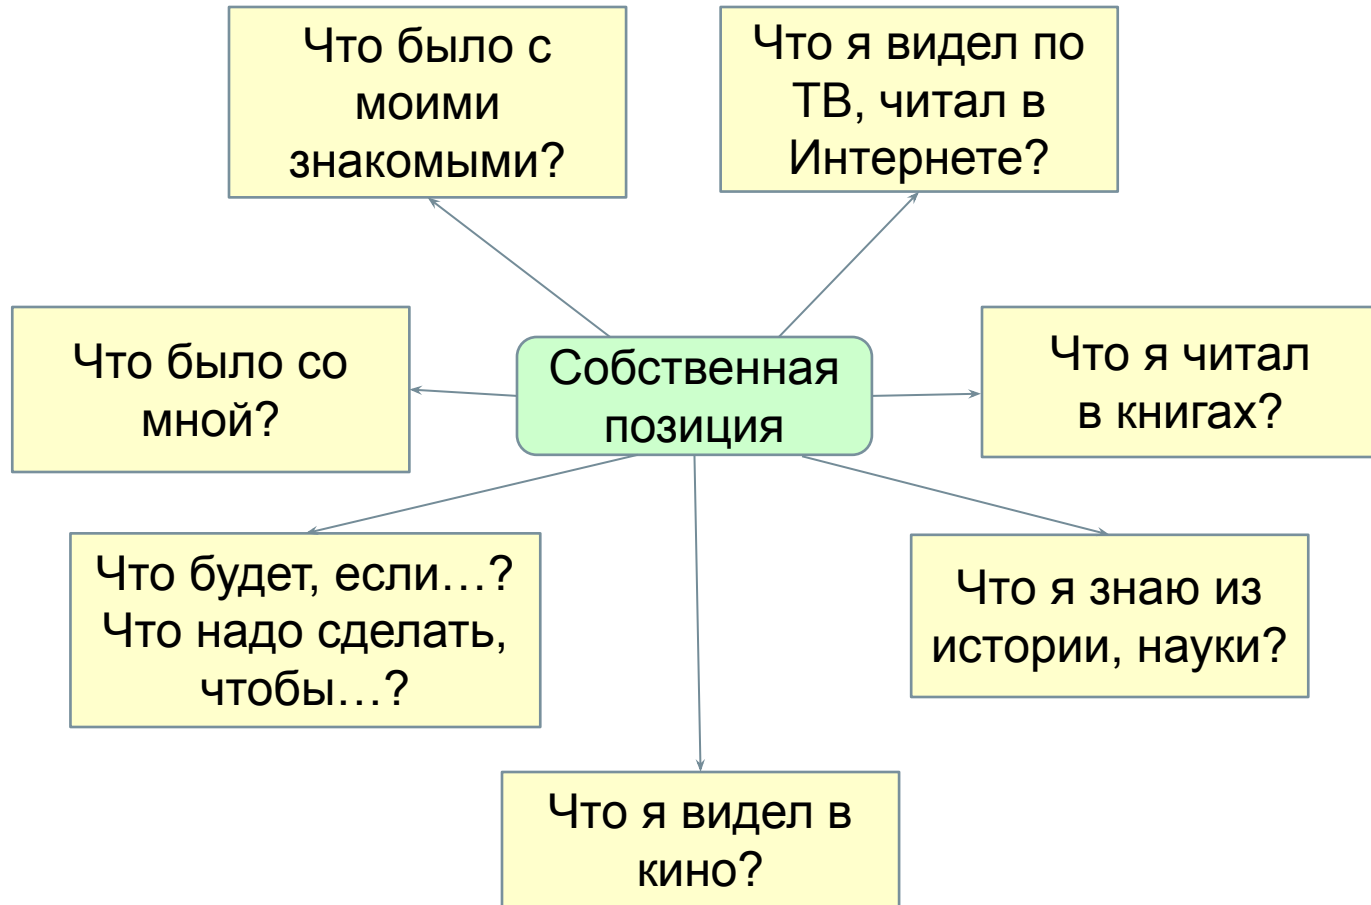 Что было с
моими
знакомыми?
Что я видел по
ТВ, читал в
Интернете?
Что было со
мной?
Собственная
позиция
Что я читал
в книгах?
Что будет, если…?
Что надо сделать,
чтобы…?
Что я знаю из
истории, науки?
Что я видел в
кино?